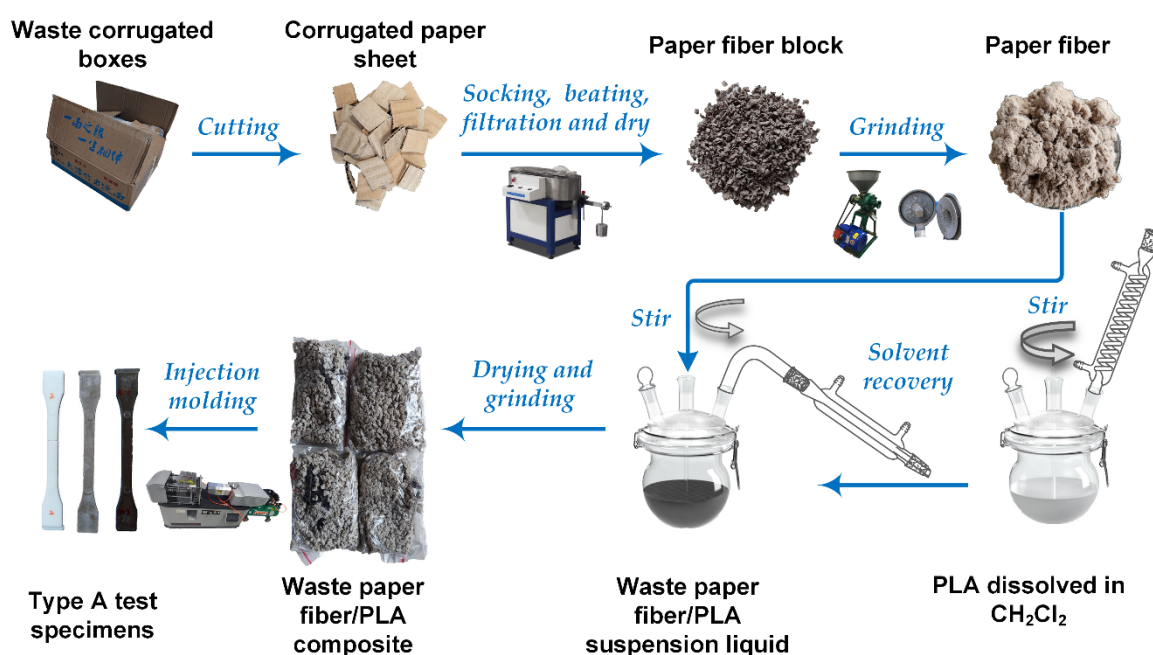 Waste corrugated
boxes
Corrugated paper
sheet
Paper fiber block
Paper fiber
Cutting
Socking, beating,
filtration and dry
Grinding
Stir
Stir
Solvent
recovery
Drying and
grinding
Injection
molding
Type A test
specimens
Waste paper
fiber/PLA
composite
Waste paper
fiber/PLA
suspension liquid
PLA dissolved in
CH₂Cl₂